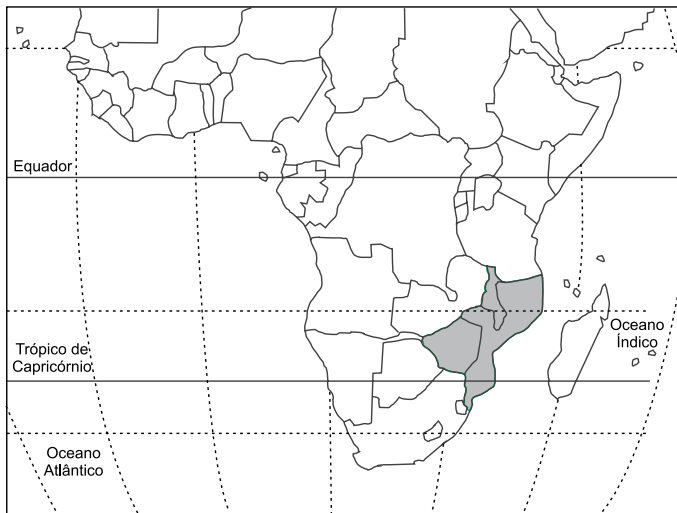 Equador
Trópico de
Capricórnio
Oceano
Índico
Oceano
Atlântico